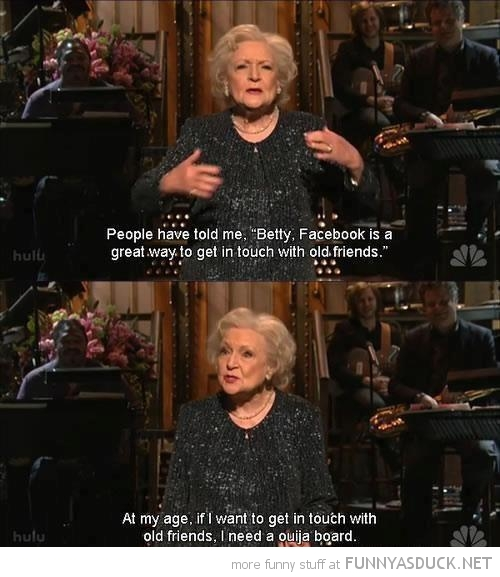 People have told me, “Betty, Facebook is a
great way to get in touch with old friends.”
hulu
At my age, if I want to get in touch with
old friends, I need a ouija board.
hulu
more funny stuff at FUNNYASDUCK.NET